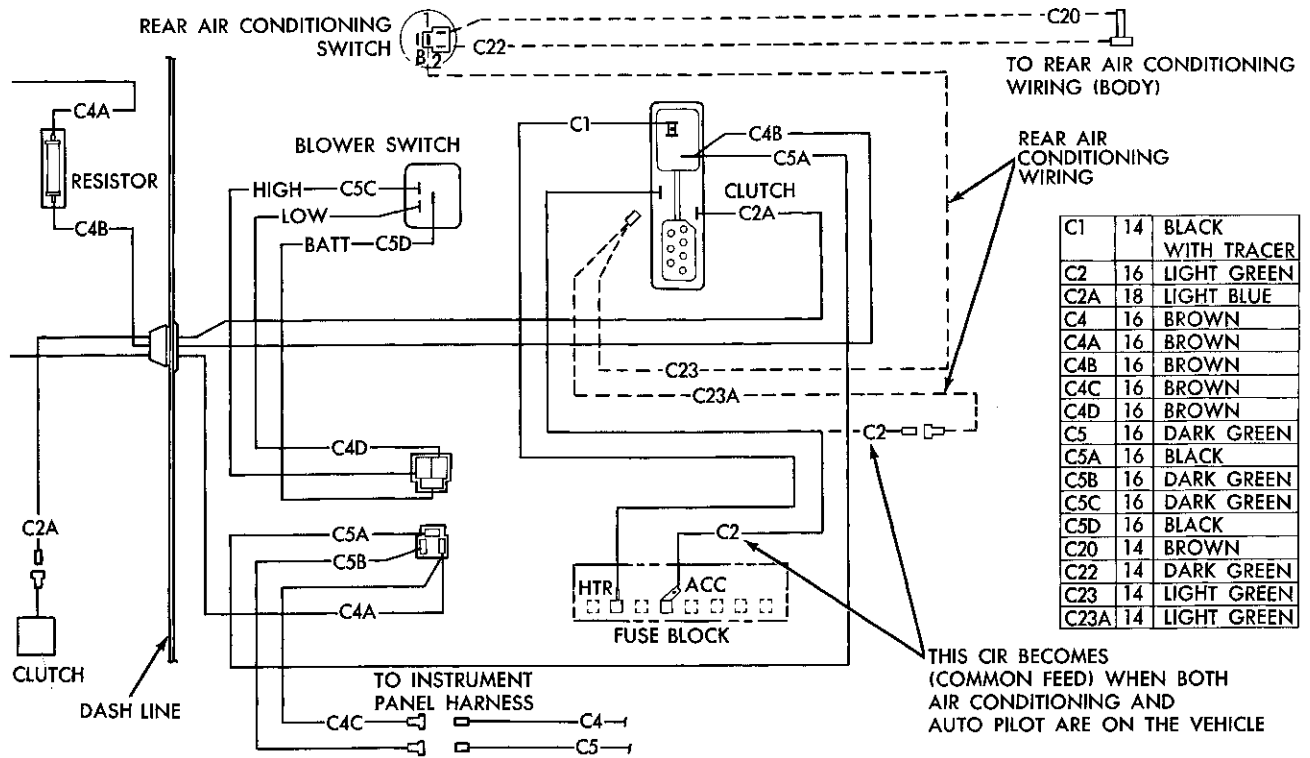 REAR AIR CONDITIONING
SWITCH
1
B
2
C20
C22
TO REAR AIR CONDITIONING
WIRING (BODY)
C4A
RESISTOR
C4B
BLOWER SWITCH
HIGH
C5C
LOW
BATT
C5D
C1
C4B
C5A
CLUTCH
C2A
REAR AIR
CONDITIONING
WIRING
C23
C23A
C2
C4D
C2A
CLUTCH
DASH LINE
C5A
C5B
C4A
C2
HTR
ACC
FUSE BLOCK
TO INSTRUMENT
PANEL HARNESS
C4C
C4
C5
THIS CIR BECOMES
(COMMON FEED) WHEN BOTH
AIR CONDITIONING AND
AUTO PILOT ARE ON THE VEHICLE
C1 14 BLACK
WITH TRACER
C2 16 LIGHT GREEN
C2A 18 LIGHT BLUE
C4 16 BROWN
C4A 16 BROWN
C4B 16 BROWN
C4C 16 BROWN
C4D 16 BROWN
C5 16 DARK GREEN
C5A 16 BLACK
C5B 16 DARK GREEN
C5C 16 DARK GREEN
C5D 16 BLACK
C20 14 BROWN
C22 14 DARK GREEN
C23 14 LIGHT GREEN
C23A 14 LIGHT GREEN